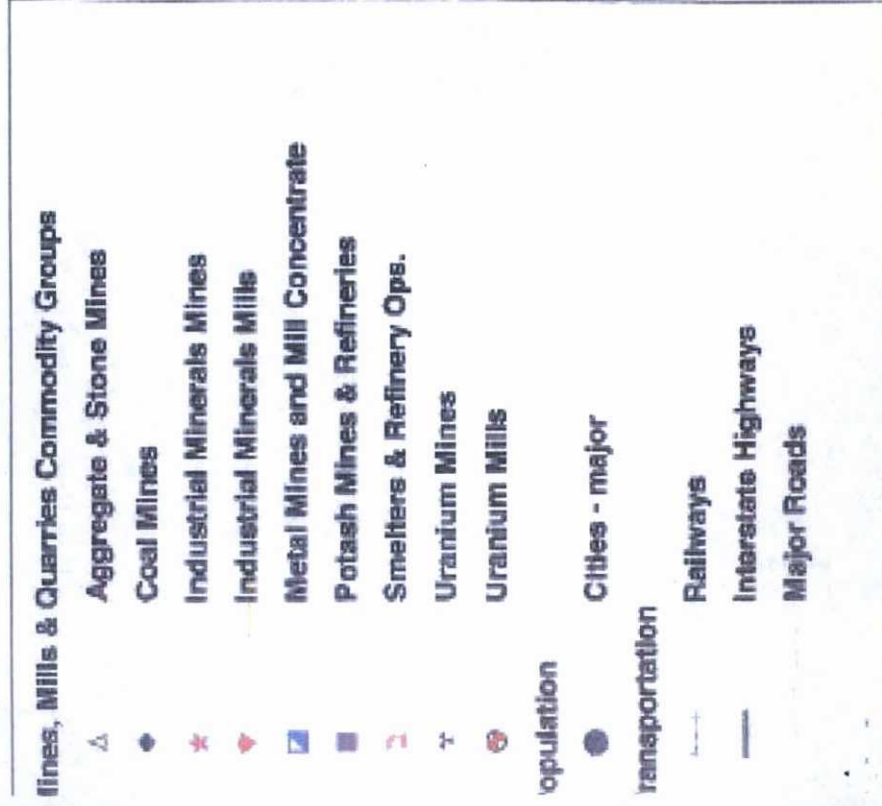 lines, Mills & Quarries Commodity Groups
Aggregate & Stone Mines
Coal Mines
Industrial Minerals Mines
Industrial Minerals Mills
Metal Mines and Mill Concentrate
Potash Mines & Refineries
Smelters & Refinery Ops.
Uranium Mines
Uranium Mills
opulation
Cities - major
ransportation
Railways
Interstate Highways
Major Roads